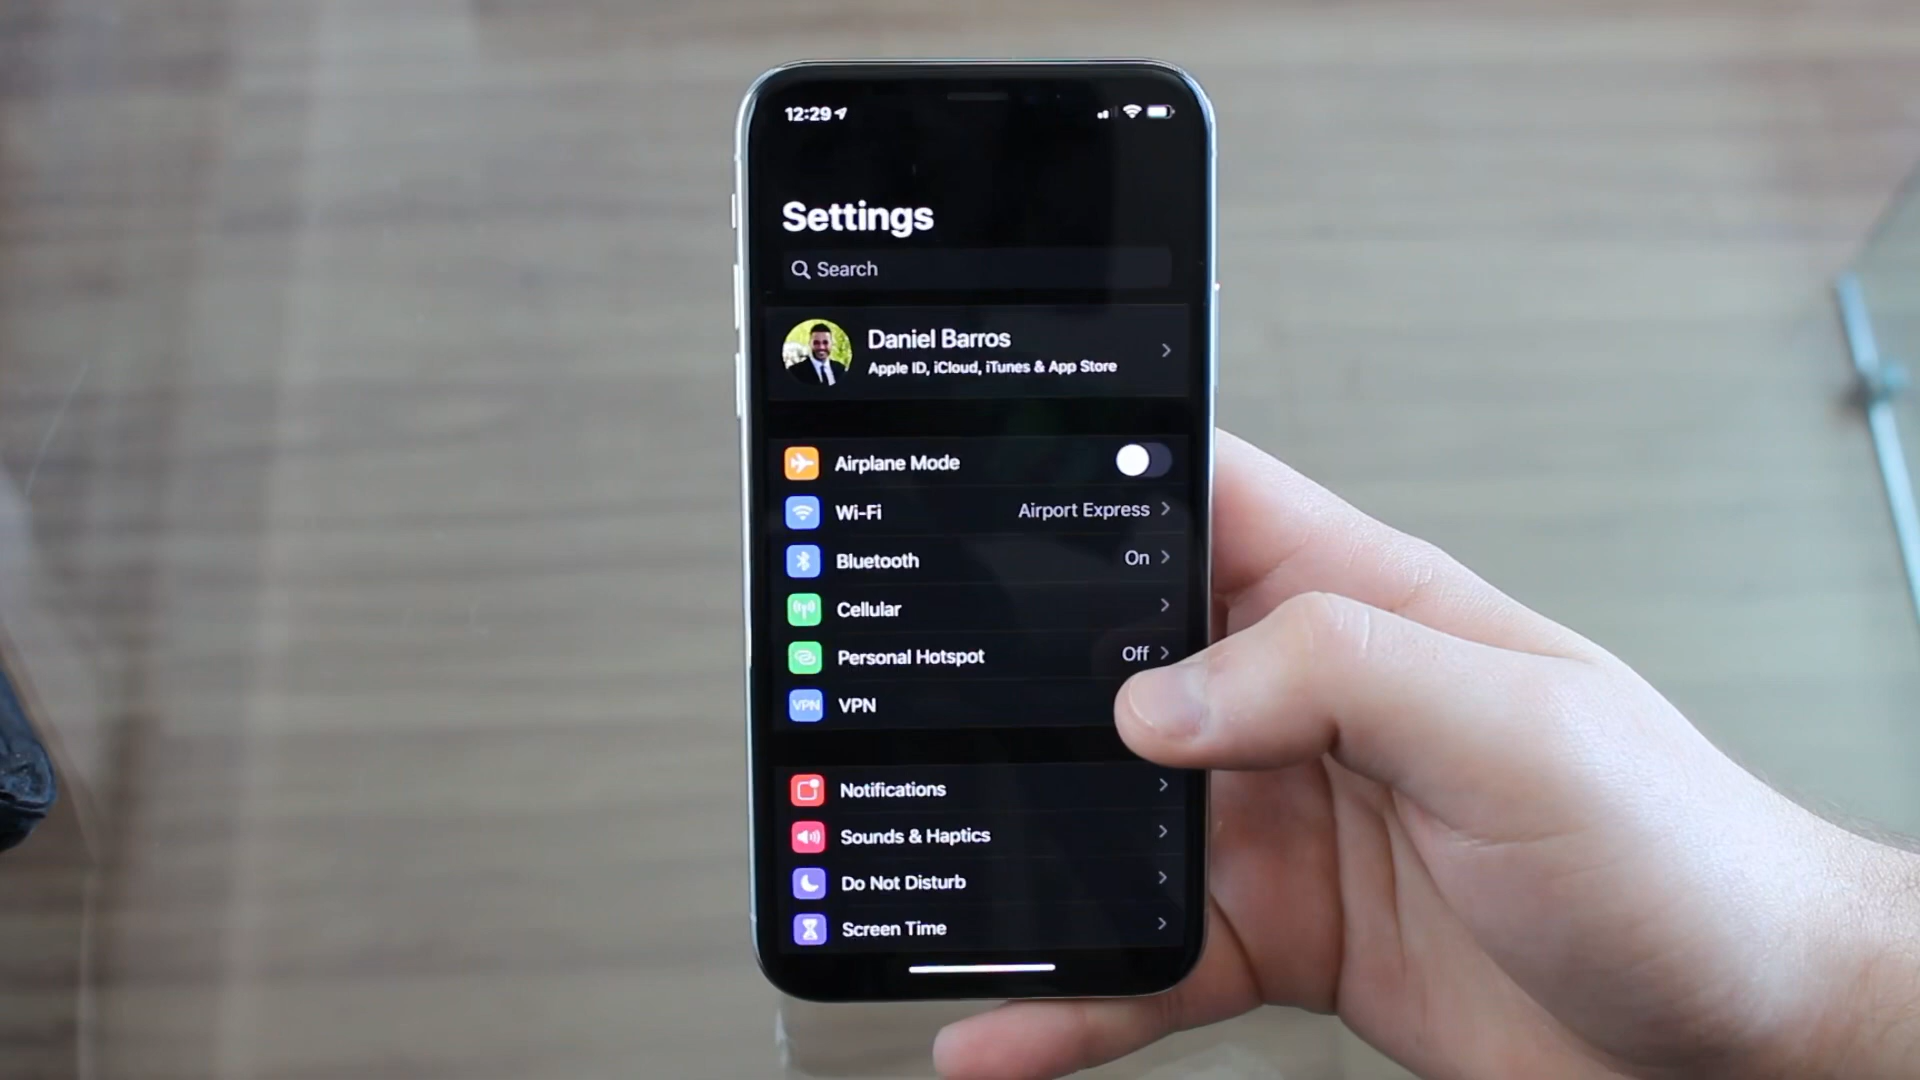 12:29
Settings
Search
Daniel Barros
Apple ID, iCloud, iTunes & App Store
Airplane Mode
Wi-Fi Airport Express
Bluetooth On
Cellular
Personal Hotspot Off
VPN VPN
Notifications
Sounds & Haptics
Do Not Disturb
Screen Time